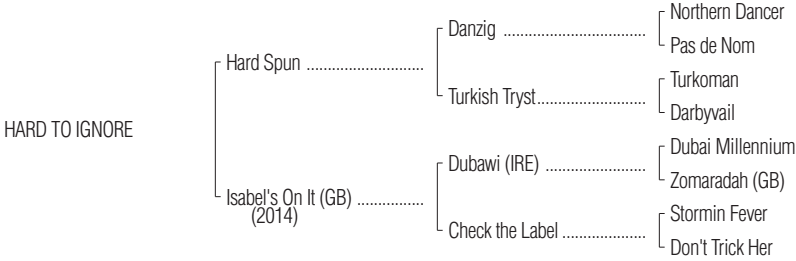 Northern Dancer
Danzig ................................
Pas de Nom
Hard Spun ...........................
Turkoman
Turkish Tryst.........................
Darbyvail
HARD TO IGNORE
Dubai Millennium
Dubawi (IRE) .......................
Zomaradah (GB)
Isabel's On It (GB) ...............
(2014)
Stormin Fever
Check the Label ...................
Don't Trick Her